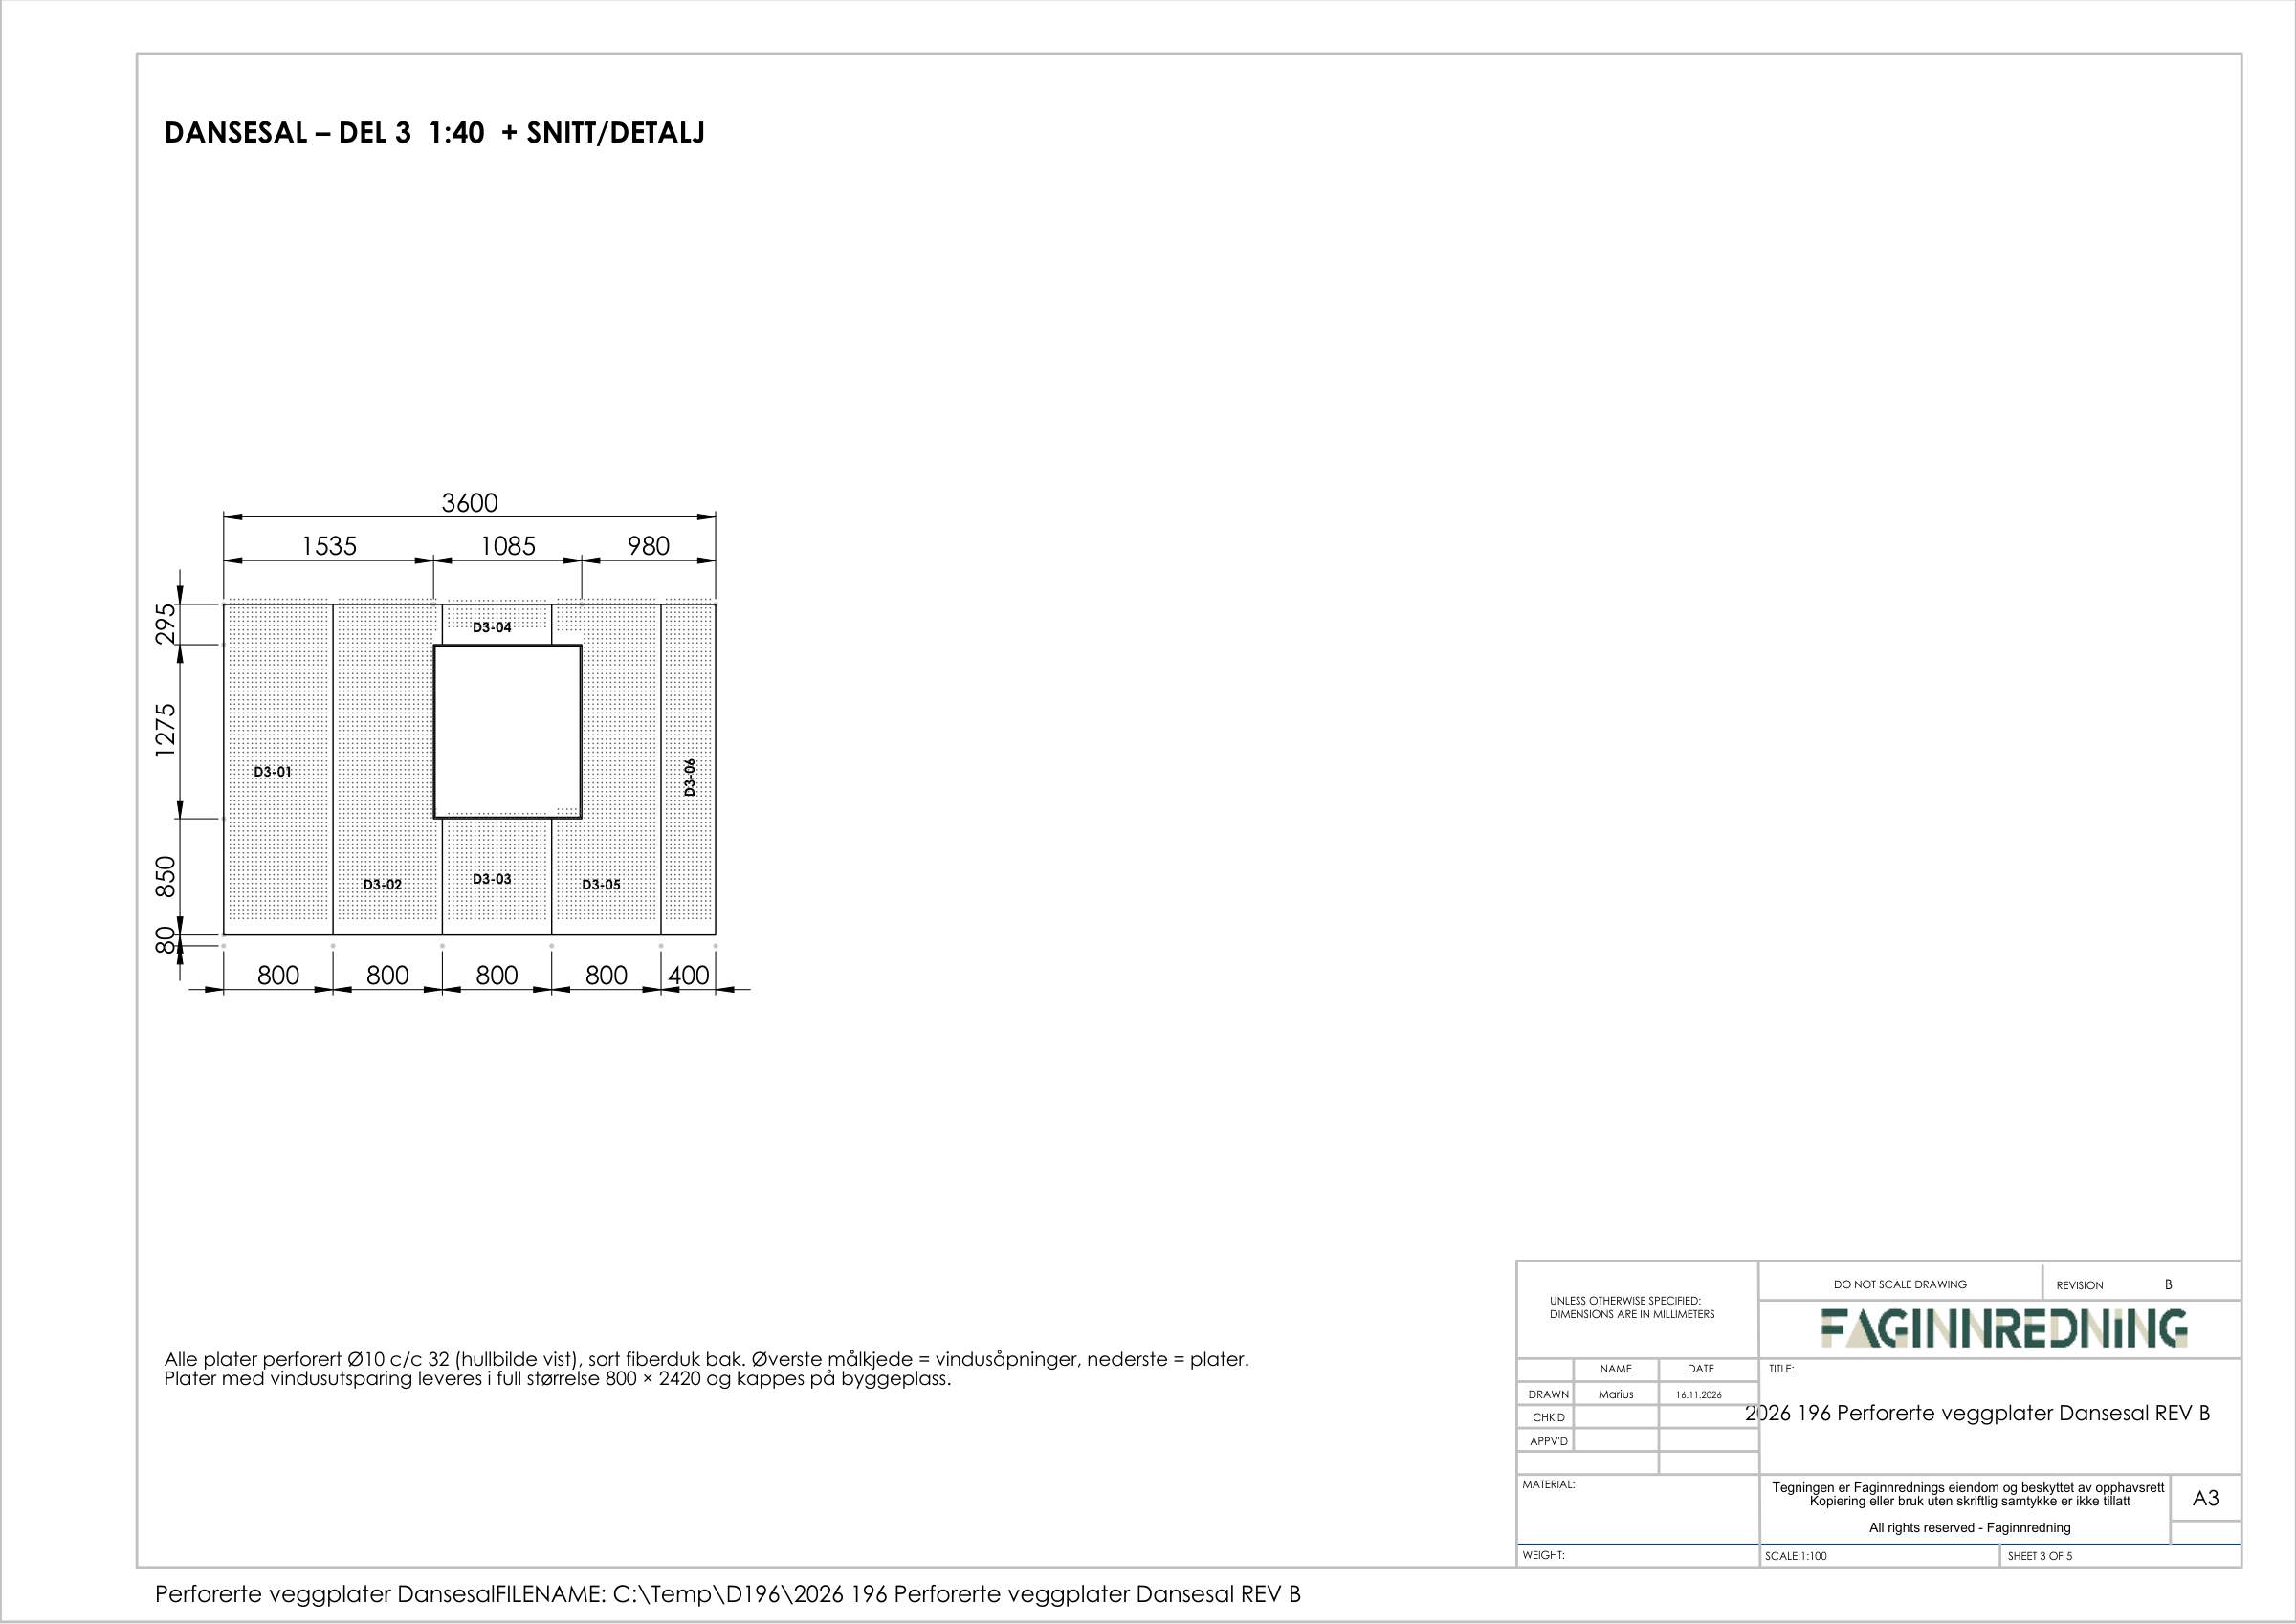 DANSESAL – DEL 3 1:40 + SNITT/DETALJ
3600
1535 1085 980
295
1275
850
80
D3-04
D3-01
D3-06
D3-02 D3-03 D3-05
800 800 800 800 400
Alle plater perforert Ø10 c/c 32 (hullbilde vist), sort fiberduk bak. Øverste målkjede = vindusåpninger, nederste = plater.
Plater med vindusutsparing leveres i full størrelse 800 × 2420 og kappes på byggeplass.
UNLESS OTHERWISE SPECIFIED:
DIMENSIONS ARE IN MILLIMETERS
DO NOT SCALE DRAWING
REVISION B
FAGINNREDNING
NAME DATE
DRAWN Marius 16.11.2026
CHK'D
APPV'D
TITLE:
2026 196 Perforerte veggplater Dansesal REV B
MATERIAL:
Tegningen er Faginnrednings eiendom og beskyttet av opphavsrett
Kopiering eller bruk uten skriftlig samtykke er ikke tillatt
All rights reserved - Faginnredning
A3
WEIGHT:
SCALE:1:100
SHEET 3 OF 5
Perforerte veggplater DansesalFILENAME: C:\Temp\D196\2026 196 Perforerte veggplater Dansesal REV B